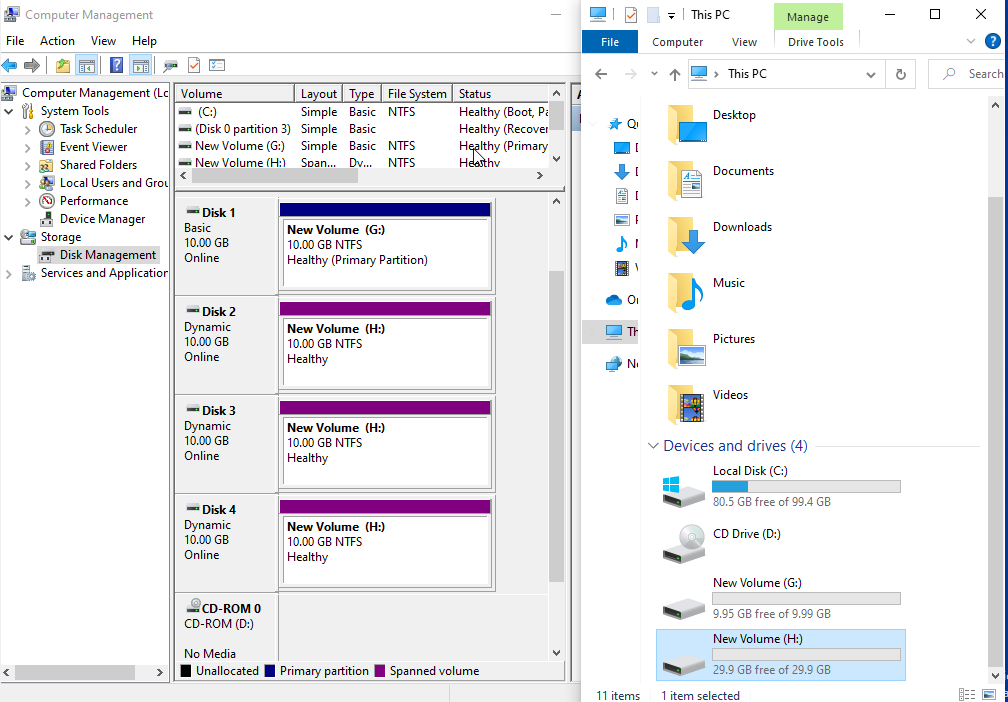 Computer Management
File Action View Help
Computer Management (Lc
System Tools
Task Scheduler
Event Viewer
Shared Folders
Local Users and Grou
Performance
Device Manager
Storage
Disk Management
Services and Application
Volume Layout Type File System Status
(C:) Simple Basic NTFS Healthy (Boot, Pa
(Disk 0 partition 3) Simple Basic Healthy (Recover
New Volume (G:) Simple Basic NTFS Healthy (Primary
New Volume (H:) Span... Dy... NTFS Healthy
Disk 1
Basic
10.00 GB
Online
New Volume (G:)
10.00 GB NTFS
Healthy (Primary Partition)
Disk 2
Dynamic
10.00 GB
Online
New Volume (H:)
10.00 GB NTFS
Healthy
Disk 3
Dynamic
10.00 GB
Online
New Volume (H:)
10.00 GB NTFS
Healthy
Disk 4
Dynamic
10.00 GB
Online
New Volume (H:)
10.00 GB NTFS
Healthy
CD-ROM 0
CD-ROM (D:)
No Media
Unallocated Primary partition Spanned volume
This PC
Manage
File Computer View Drive Tools
This PC
Search
Desktop
Documents
Downloads
Music
Pictures
Videos
Devices and drives (4)
Local Disk (C:)
80.5 GB free of 99.4 GB
CD Drive (D:)
New Volume (G:)
9.95 GB free of 9.99 GB
New Volume (H:)
29.9 GB free of 29.9 GB
11 items 1 item selected